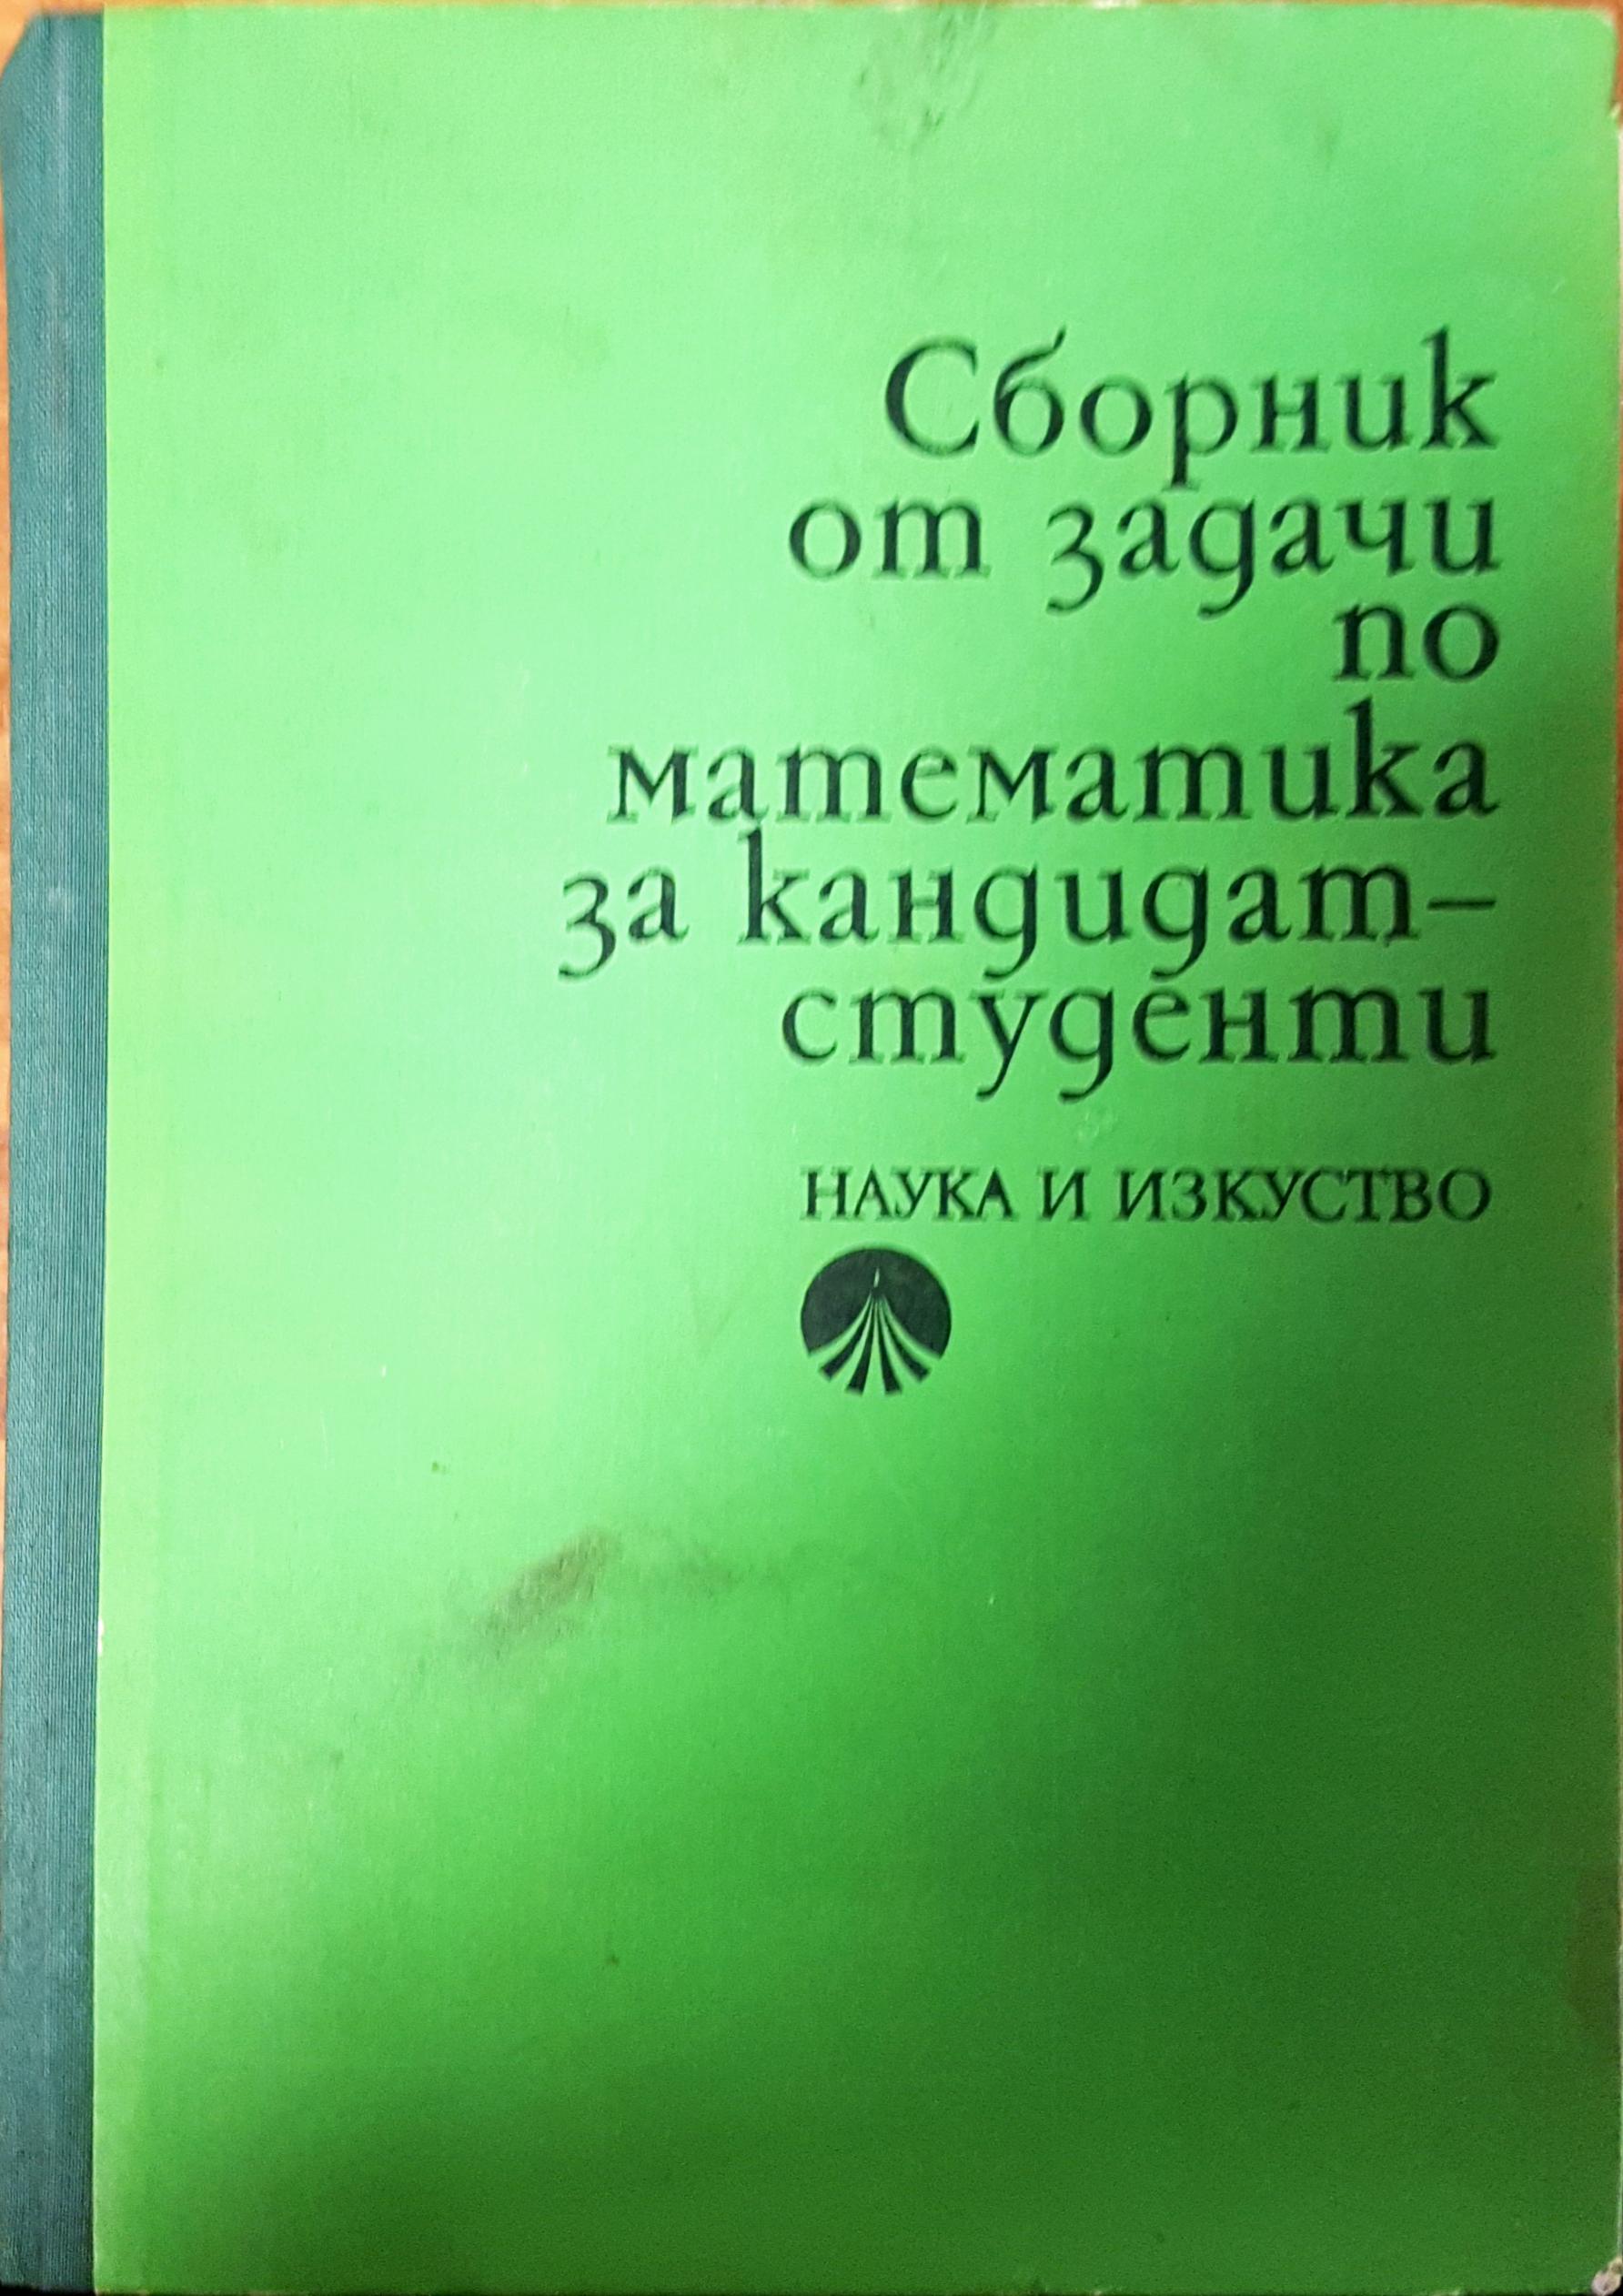 Сборник
от задачи
по
математика
за кандидат–
студенти
НАУКА И ИЗКУСТВО